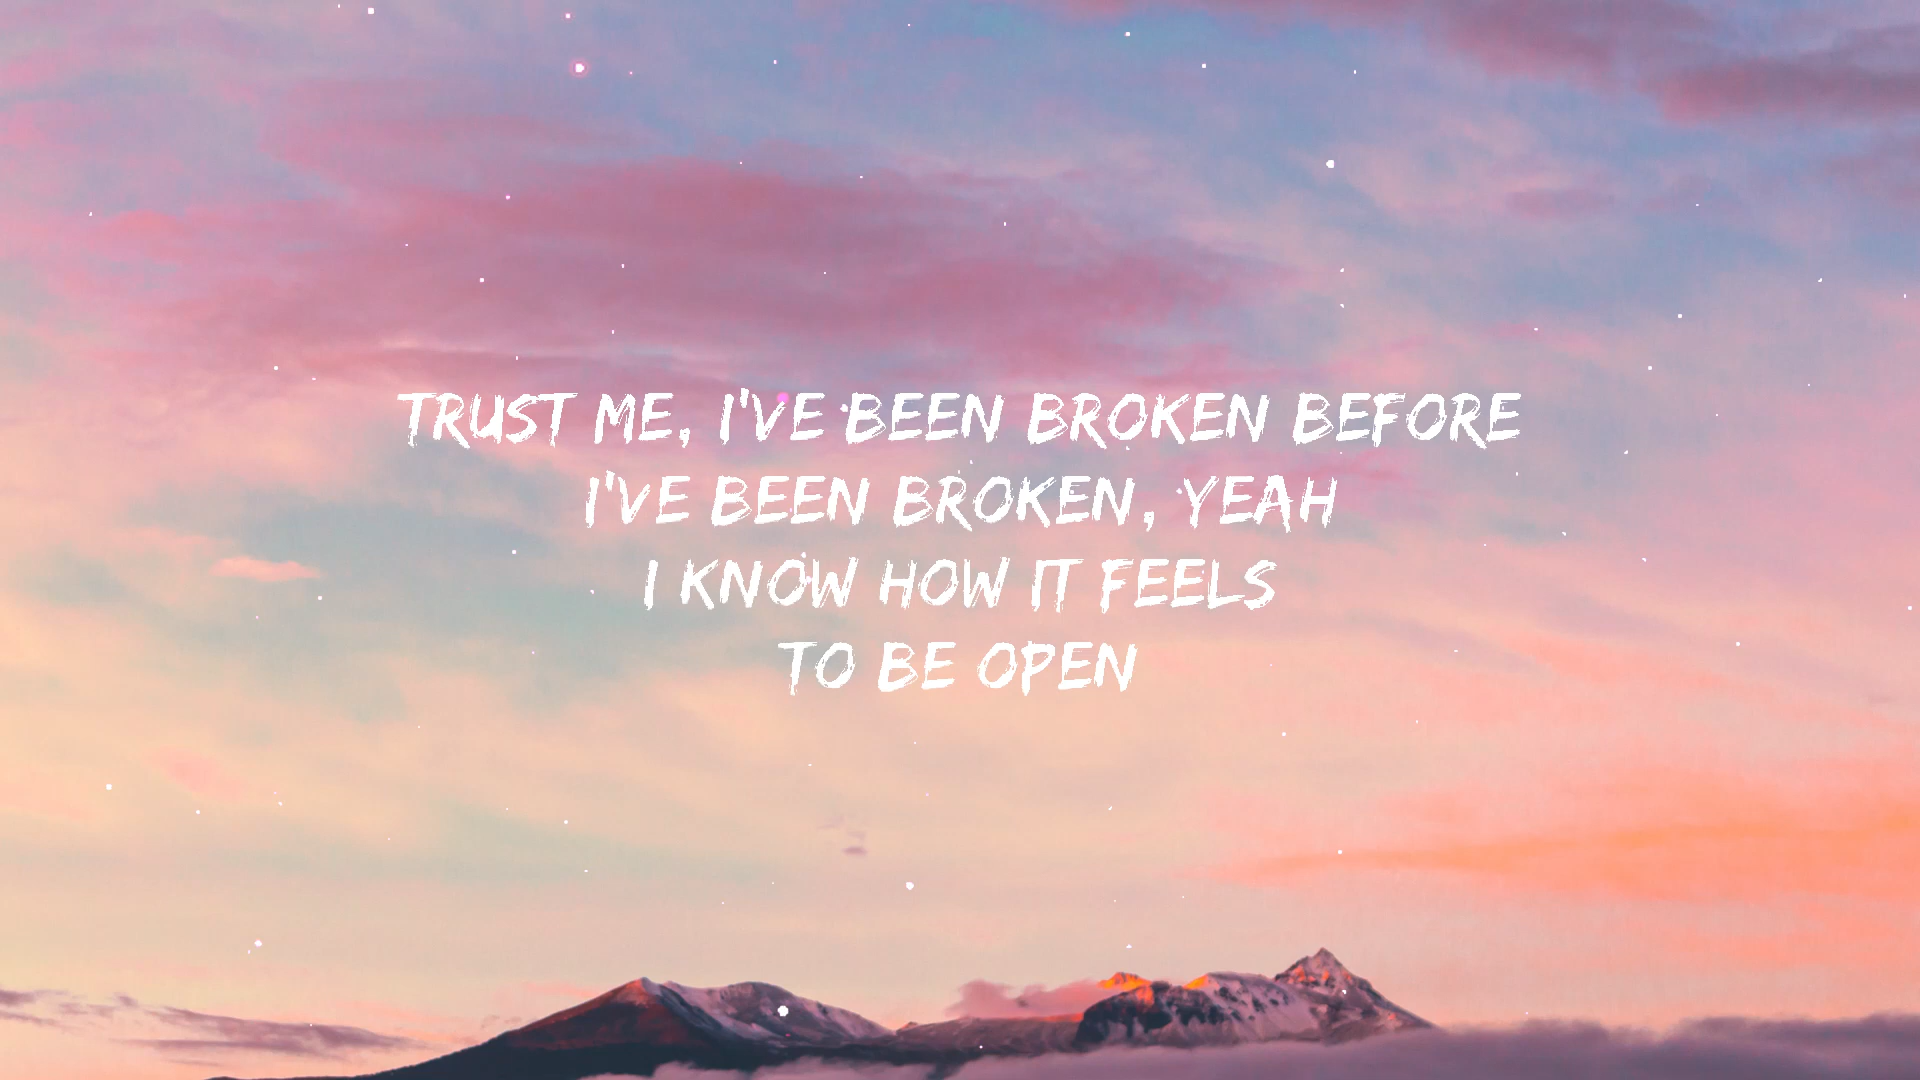 TRUST ME, I'VE BEEN BROKEN BEFORE
I'VE BEEN BROKEN, YEAH
I KNOW HOW IT FEELS
TO BE OPEN